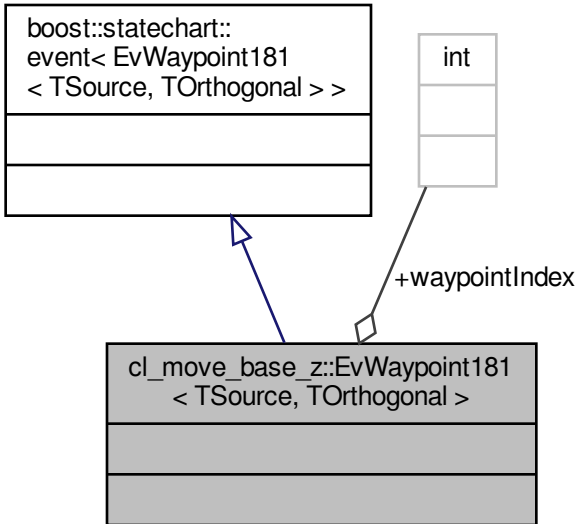 boost::statechart::
event< EvWaypoint181
< TSource, TOrthogonal > >
int
+waypointIndex
cl_move_base_z::EvWaypoint181
< TSource, TOrthogonal >